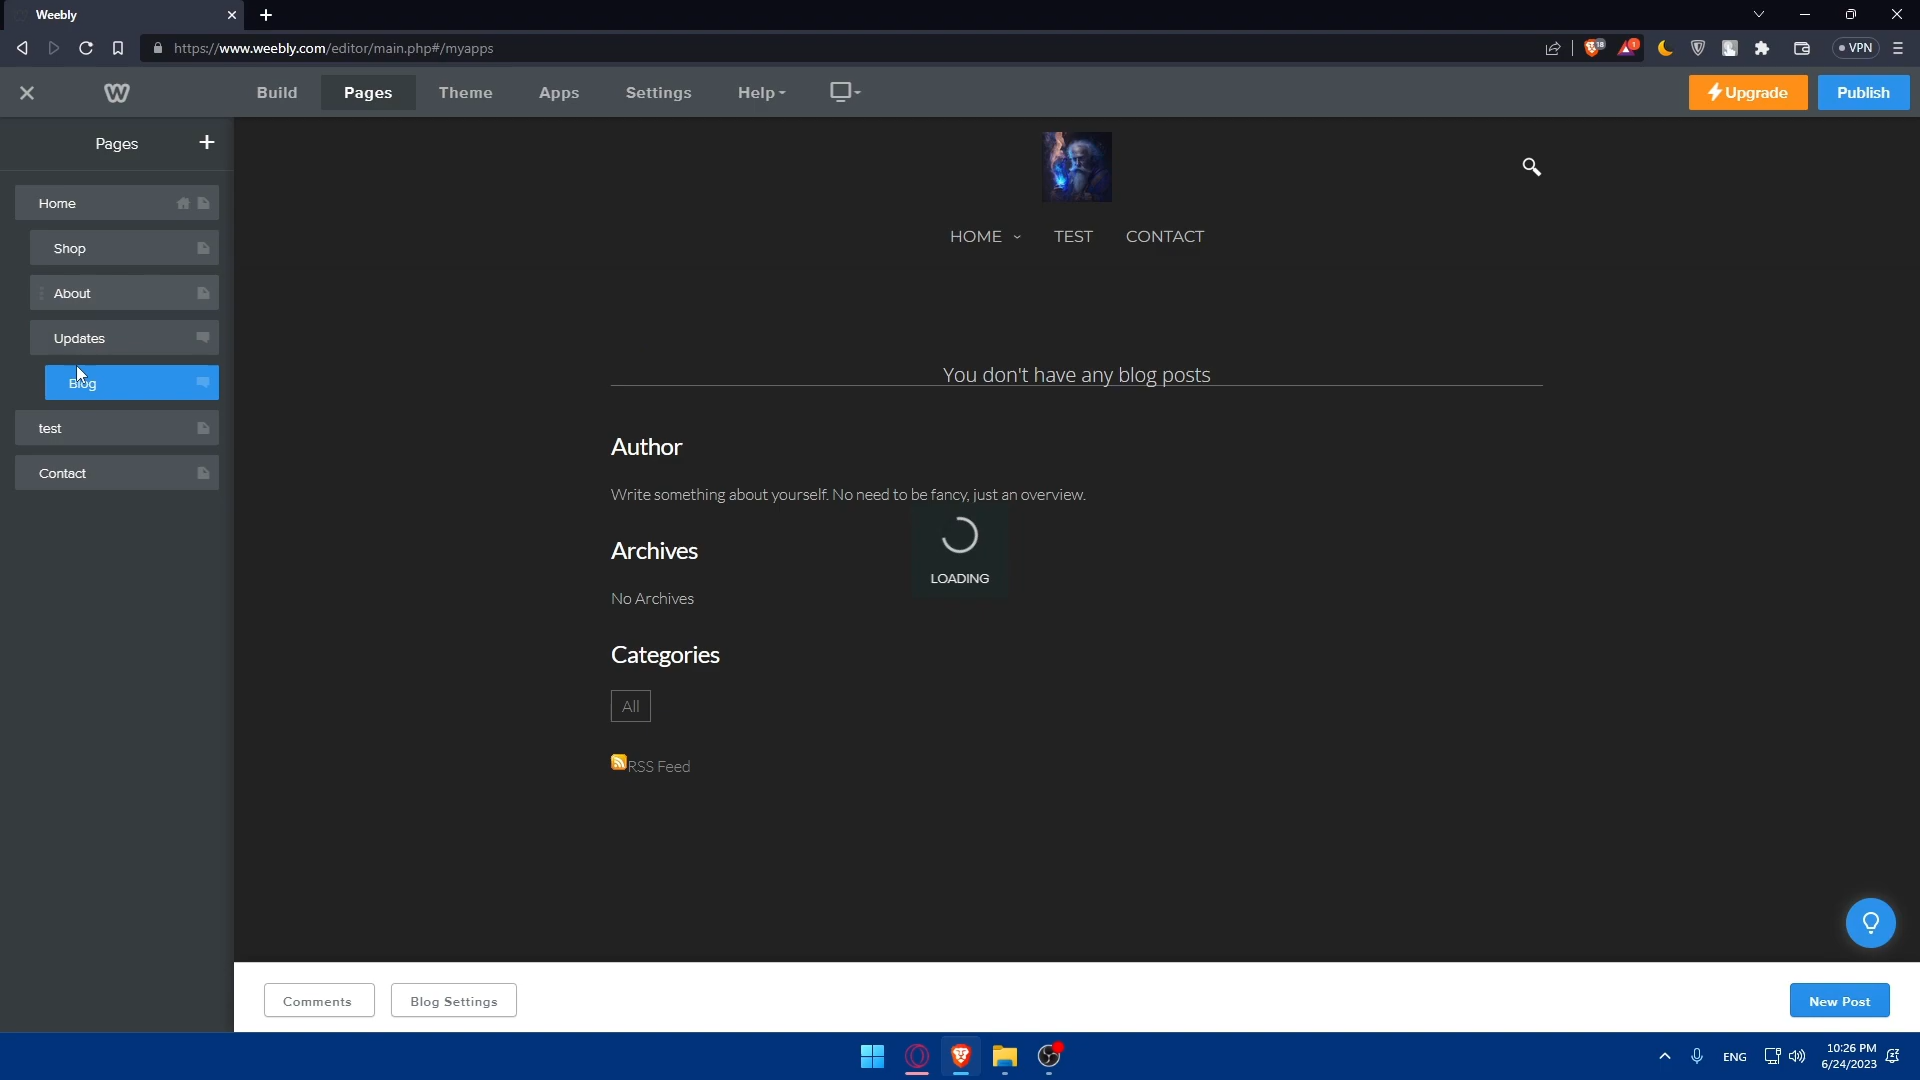 Weebly
https://www.weebly.com/editor/main.php#/myapps
18
1
VPN
Build
Pages
Theme
Apps
Settings
Help
Upgrade
Publish
Pages
Home
Shop
About
Updates
Blog
test
Contact
HOME
TEST
CONTACT
You don't have any blog posts
Author
Write something about yourself. No need to be fancy, just an overview.
LOADING
Archives
No Archives
Categories
All
RSS Feed
Comments
Blog Settings
New Post
ENG
10:26 PM
6/24/2023